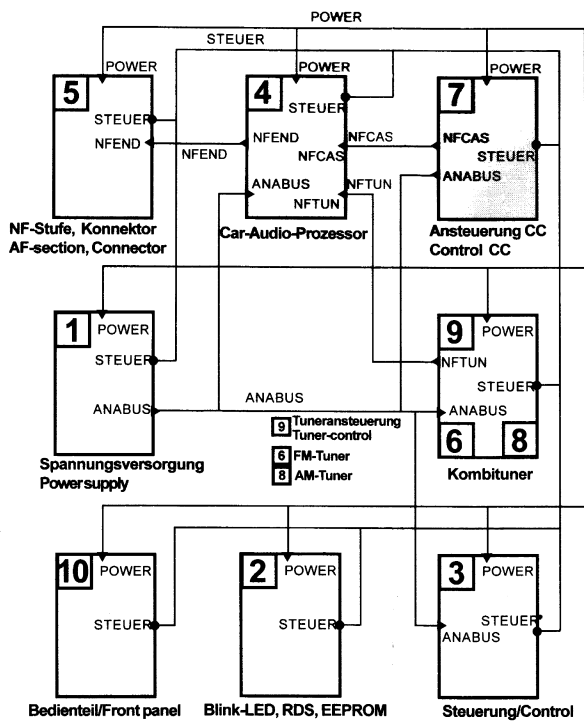 POWER
STEUER
POWER
5
STEUER
NFEND
NFEND
NF-Stufe, Konnektor
AF-section, Connector
POWER
4
STEUER
NFEND
NFCAS
ANABUS
NFTUN
Car-Audio-Prozessor
NFCAS
NFTUN
POWER
7
NFCAS
STEUER
ANABUS
Ansteuerung CC
Control CC
1
POWER
STEUER
ANABUS
Spannungsversorgung
Powersupply
ANABUS
9 Tuneransteuerung
Tuner-control
6 FM-Tuner
8 AM-Tuner
9
POWER
NFTUN
STEUER
ANABUS
6 8
Kombituner
10
POWER
STEUER
Bedienteil/Front panel
2
POWER
STEUER
Blink-LED, RDS, EEPROM
3
POWER
STEUER
ANABUS
Steuerung/Control